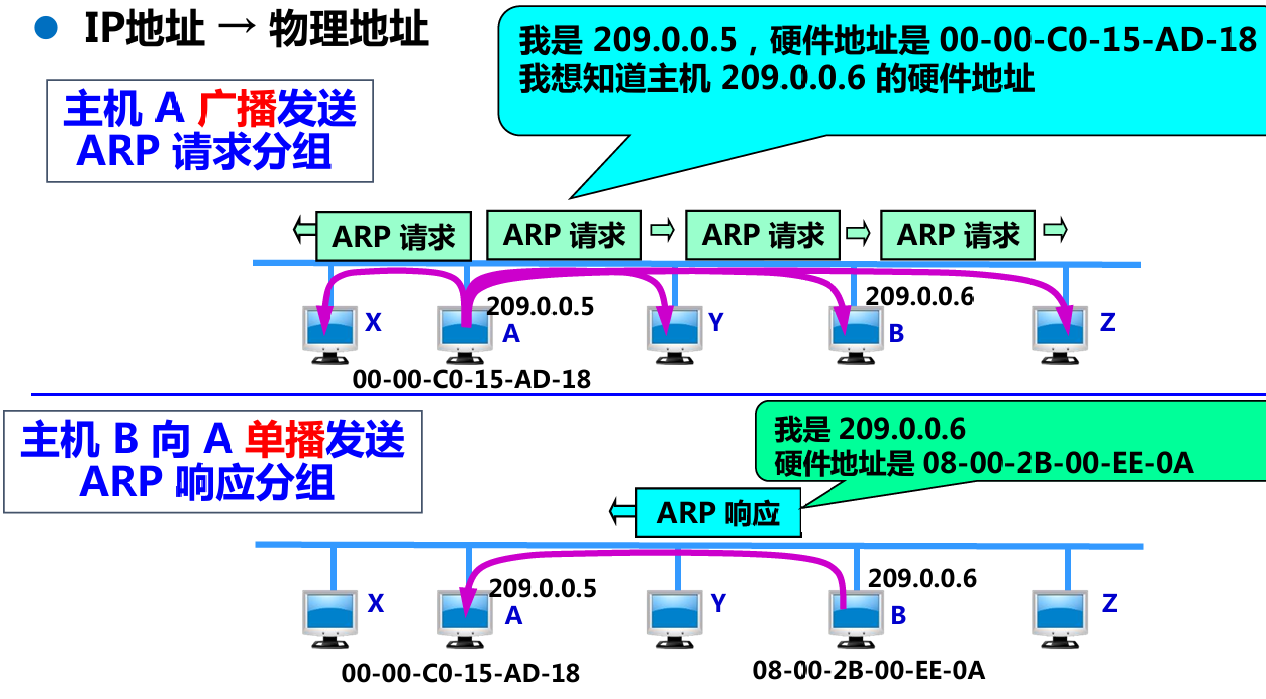 IP地址 → 物理地址
我是 209.0.0.5，硬件地址是 00-00-C0-15-AD-18
我想知道主机 209.0.0.6 的硬件地址
主机 A 广播发送
ARP 请求分组
ARP 请求
ARP 请求
ARP 请求
ARP 请求
209.0.0.5
209.0.0.6
X
A
Y
B
Z
00-00-C0-15-AD-18
主机 B 向 A 单播发送
ARP 响应分组
我是 209.0.0.6
硬件地址是 08-00-2B-00-EE-0A
ARP 响应
209.0.0.5
209.0.0.6
X
A
Y
B
Z
00-00-C0-15-AD-18
08-00-2B-00-EE-0A